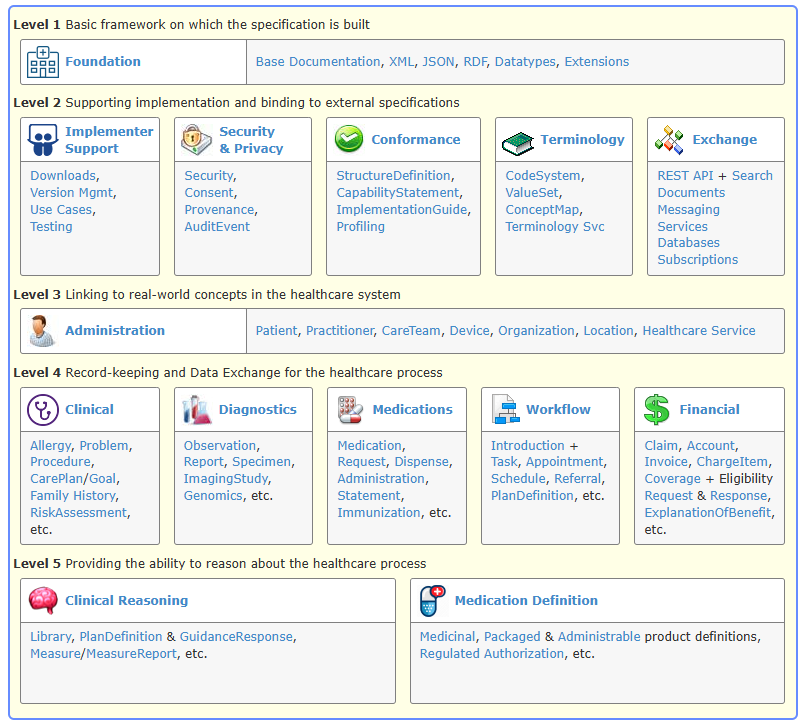 Level 1 Basic framework on which the specification is built
Foundation
Base Documentation, XML, JSON, RDF, Datatypes, Extensions
Level 2 Supporting implementation and binding to external specifications
Implementer
Support
Downloads,
Version Mgmt,
Use Cases,
Testing
Security
& Privacy
Security,
Consent,
Provenance,
AuditEvent
Conformance
StructureDefinition,
CapabilityStatement,
ImplementationGuide,
Profiling
Terminology
CodeSystem,
ValueSet,
ConceptMap,
Terminology Svc
Exchange
REST API + Search
Documents
Messaging
Services
Databases
Subscriptions
Level 3 Linking to real-world concepts in the healthcare system
Administration
Patient, Practitioner, CareTeam, Device, Organization, Location, Healthcare Service
Level 4 Record-keeping and Data Exchange for the healthcare process
Clinical
Allergy, Problem,
Procedure,
CarePlan/Goal,
Family History,
RiskAssessment,
etc.
Diagnostics
Observation,
Report, Specimen,
ImagingStudy,
Genomics, etc.
Medications
Medication,
Request, Dispense,
Administration,
Statement,
Immunization, etc.
Workflow
Introduction +
Task, Appointment,
Schedule, Referral,
PlanDefinition, etc.
Financial
Claim, Account,
Invoice, ChargeItem,
Coverage + Eligibility
Request & Response,
ExplanationOfBenefit,
etc.
Level 5 Providing the ability to reason about the healthcare process
Clinical Reasoning
Library, PlanDefinition & GuidanceResponse,
Measure/MeasureReport, etc.
Medication Definition
Medicinal, Packaged & Administrable product definitions,
Regulated Authorization, etc.